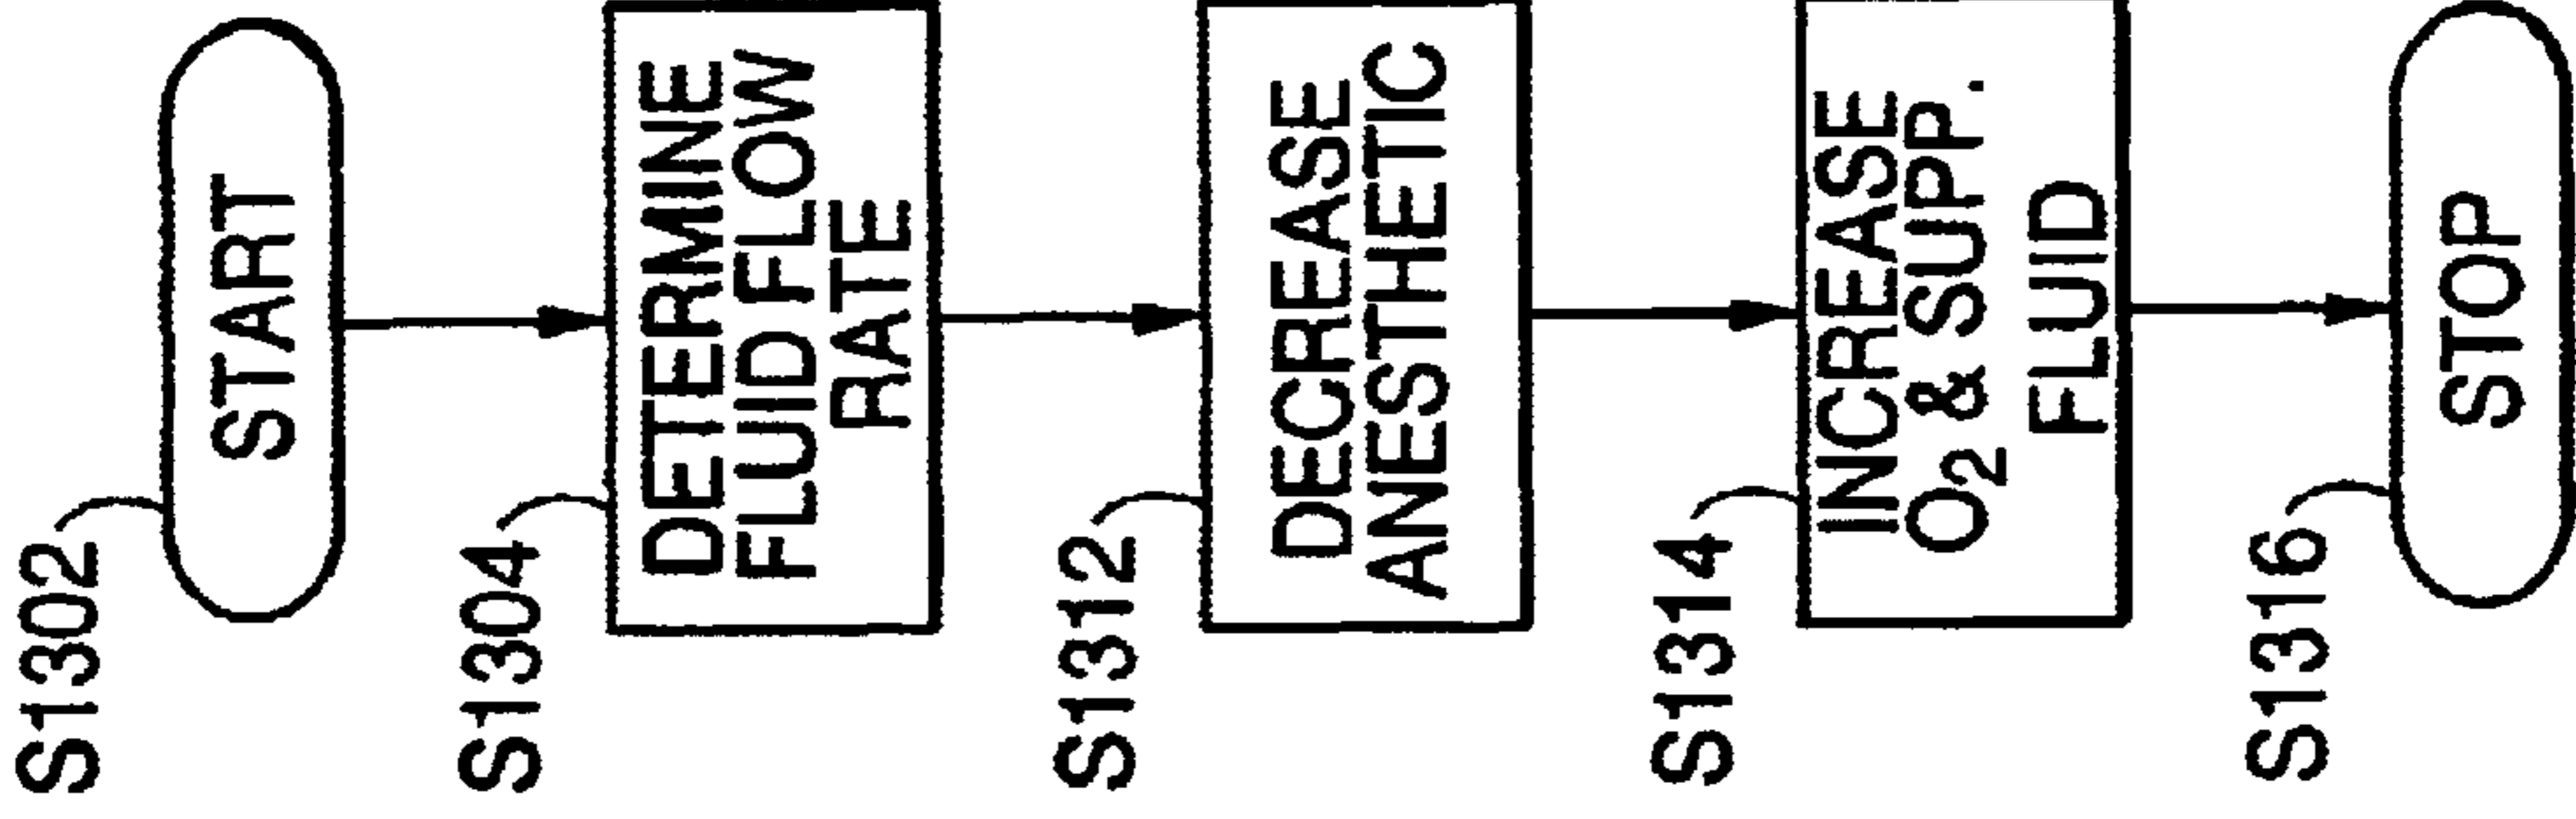 S1302
START
S1304
DETERMINE
FLUID FLOW
RATE
S1312
DECREASE
ANESTHETIC
S1314
INCREASE
O₂ & SUPP.
FLUID
S1316
STOP